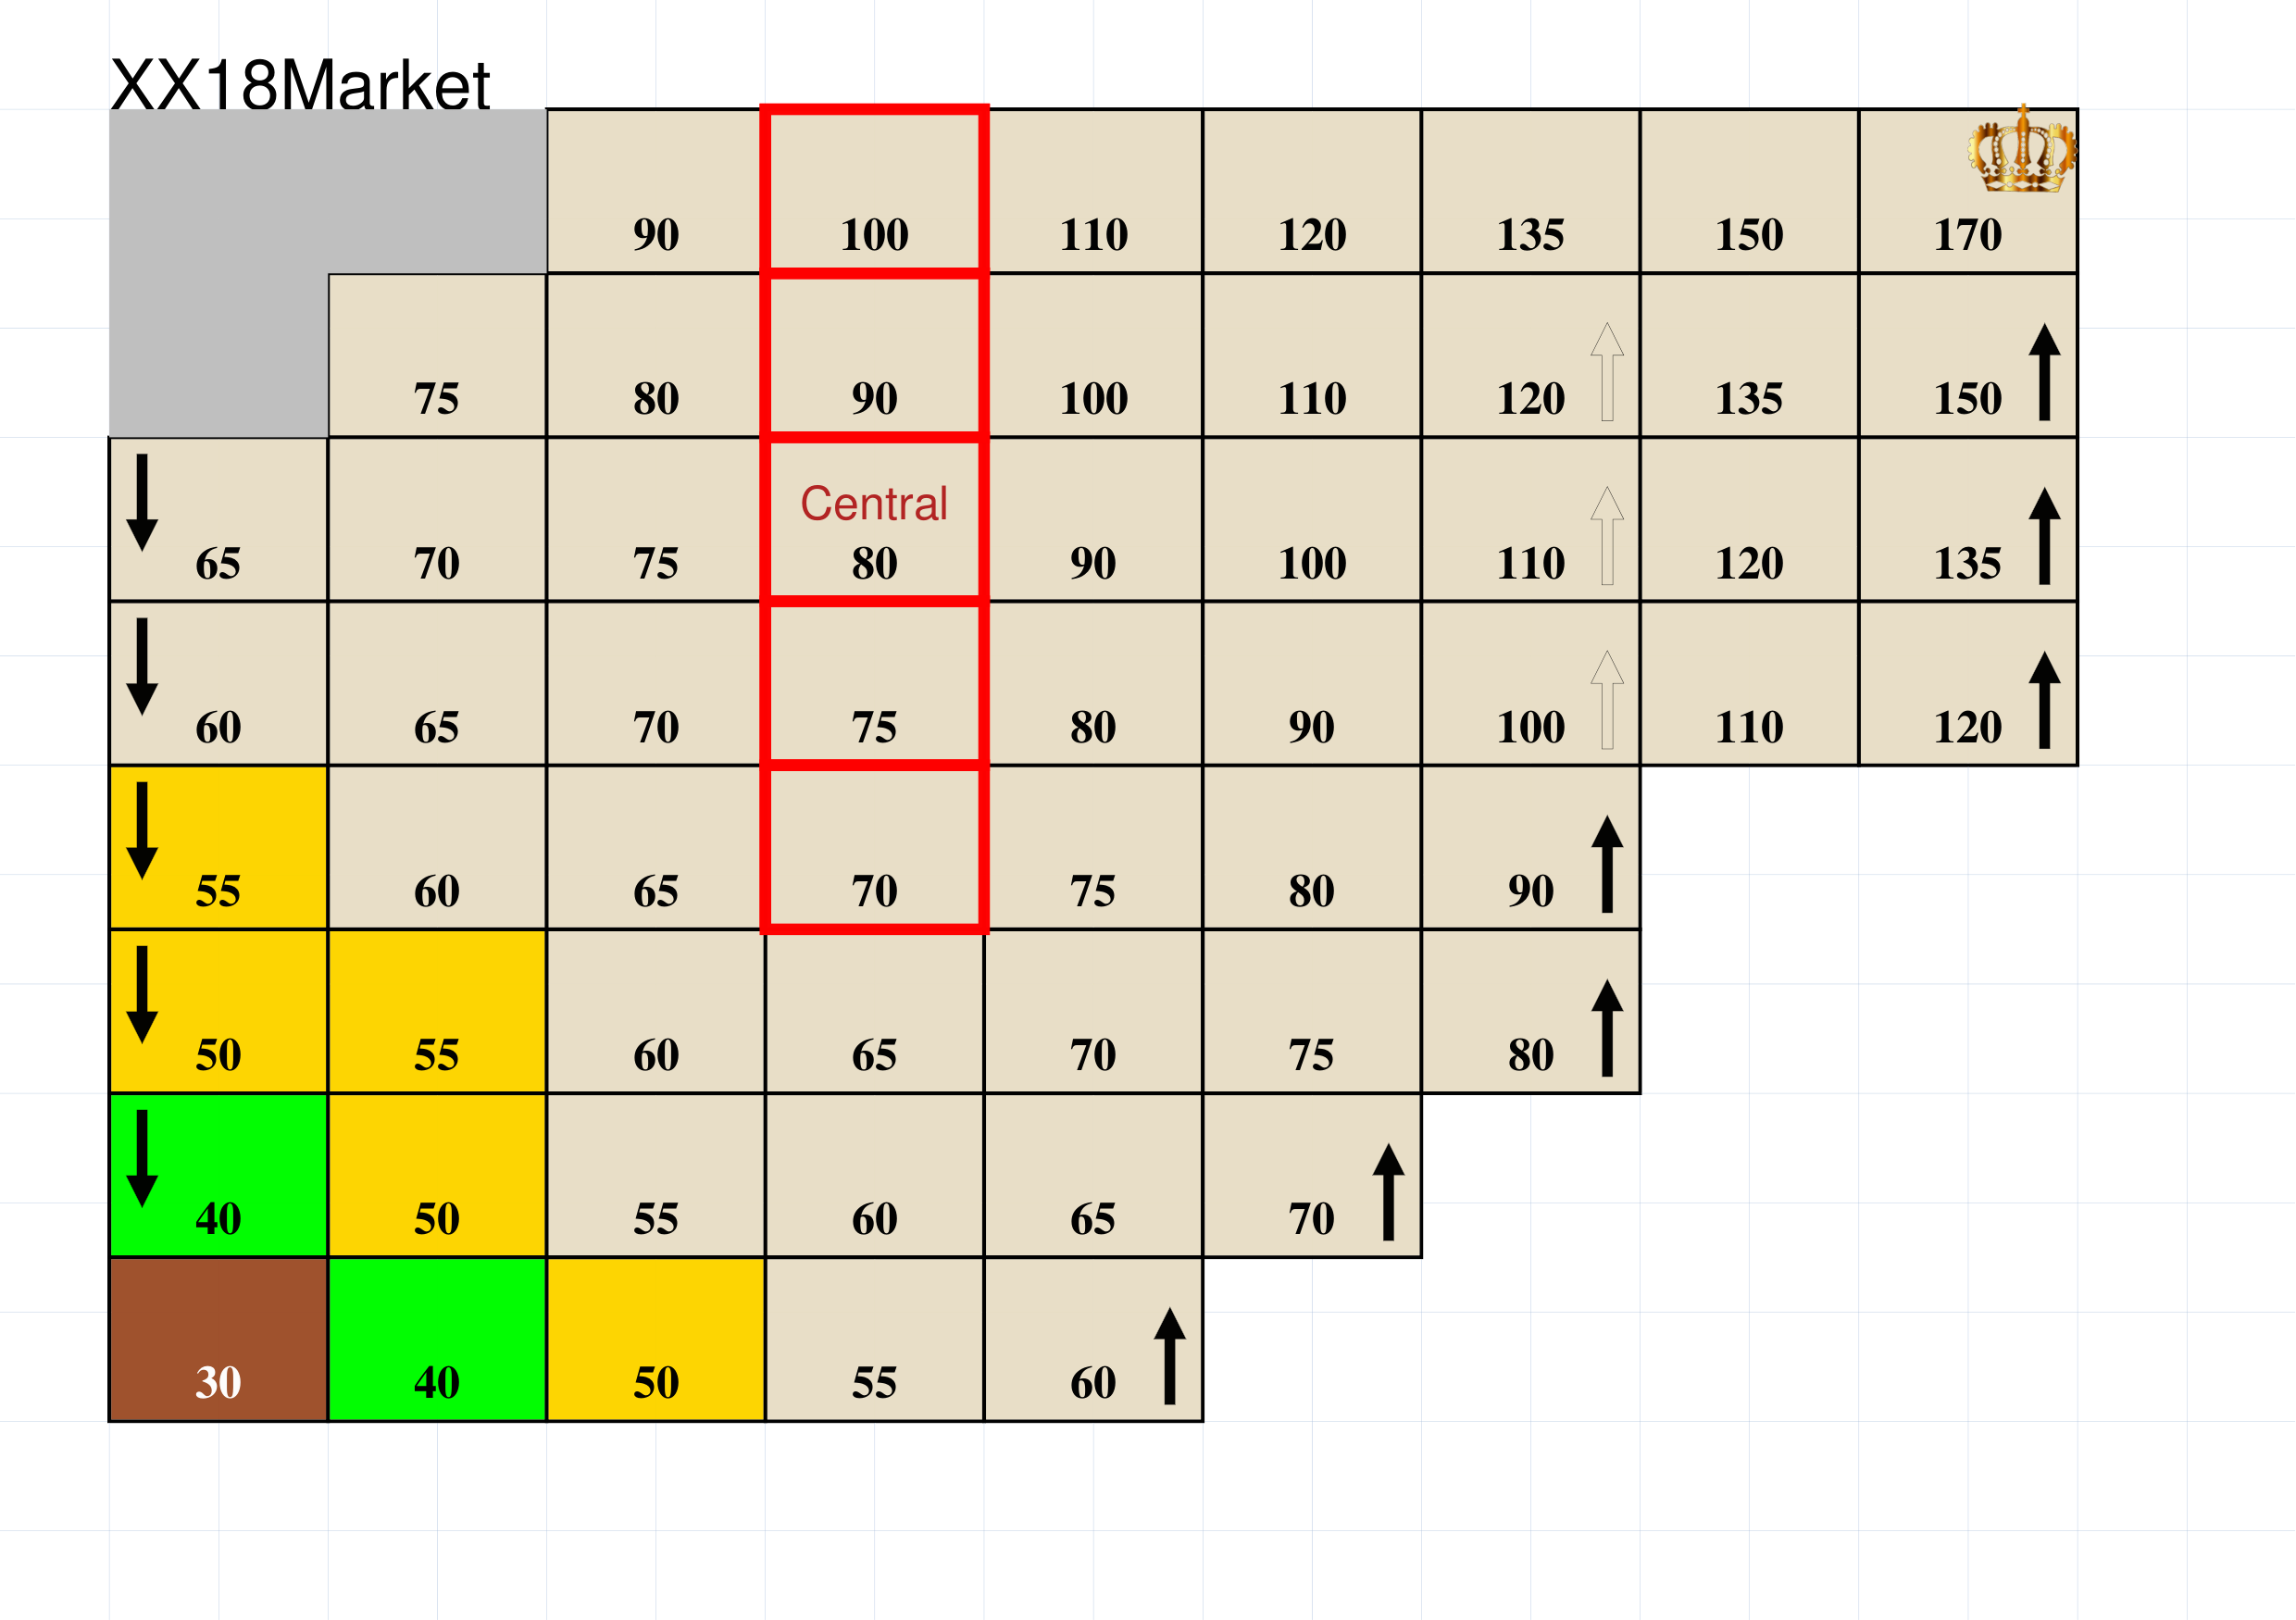 XX18Market
90 100 110 120 135 150 170
75 80 90 100 110 120 135 150
Central
65 70 75 80 90 100 110 120 135
60 65 70 75 80 90 100 110 120
55 60 65 70 75 80 90
50 55 60 65 70 75 80
40 50 55 60 65 70
30 40 50 55 60